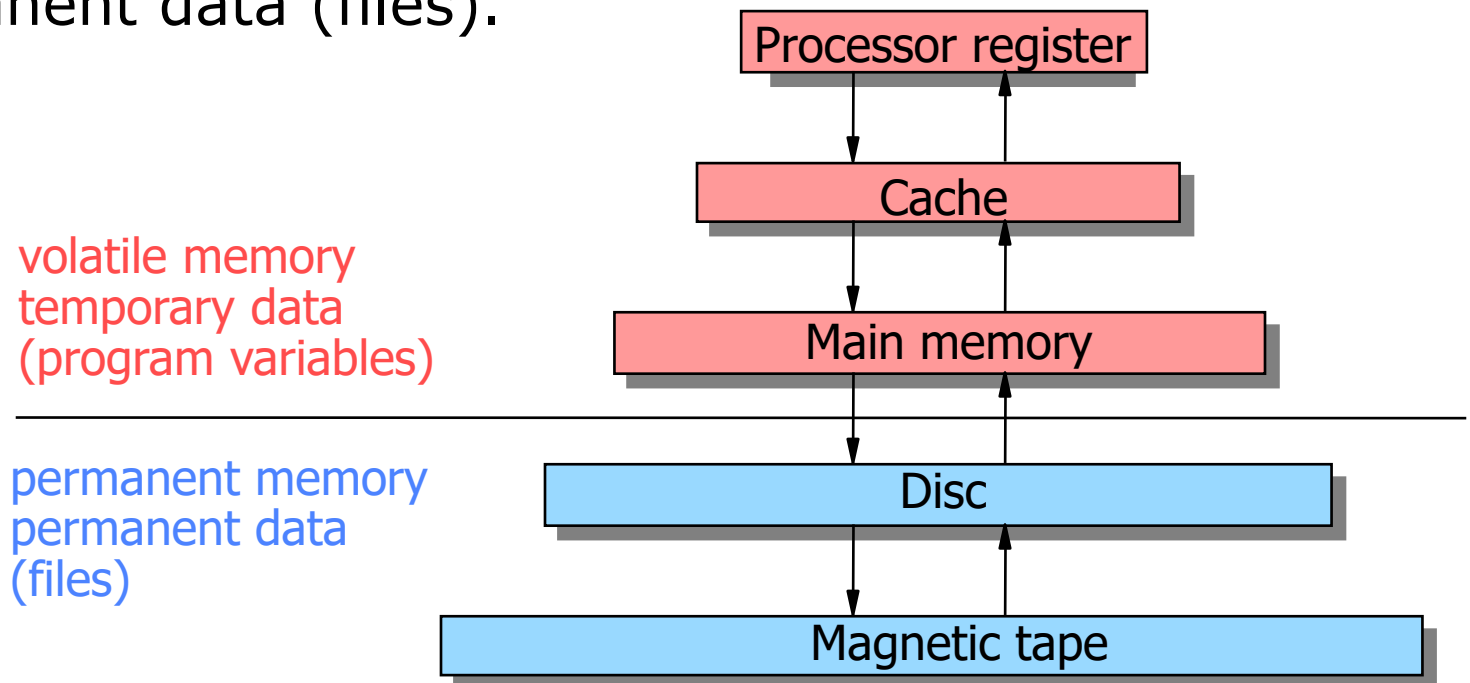 nent data (files).
Processor register
Cache
volatile memory
temporary data
(program variables)
Main memory
permanent memory
permanent data
(files)
Disc
Magnetic tape